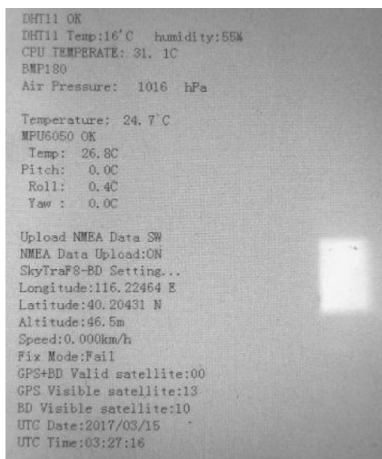 DHT11 OK
DHT11 Temp:16'C humidity:55%
CPU TEMPERATE: 31. 1C
BMP180
Air Pressure: 1016 hPa
Temperature: 24. 7`C
MPU6050 OK
Temp: 26.8C
Pitch: 0.0C
Roll: 0.4C
Yaw : 0.0C
Upload NMEA Data SW
NMEA Data Upload:ON
SkyTraF8-BD Setting...
Longitude:116.22464 E
Latitude:40.20431 N
Altitude:46.5m
Speed:0.000km/h
Fix Mode:Fail
GPS+BD Valid satellite:00
GPS Visible satellite:13
BD Visible satellite:10
UTC Date:2017/03/15
UTC Time:03:27:16